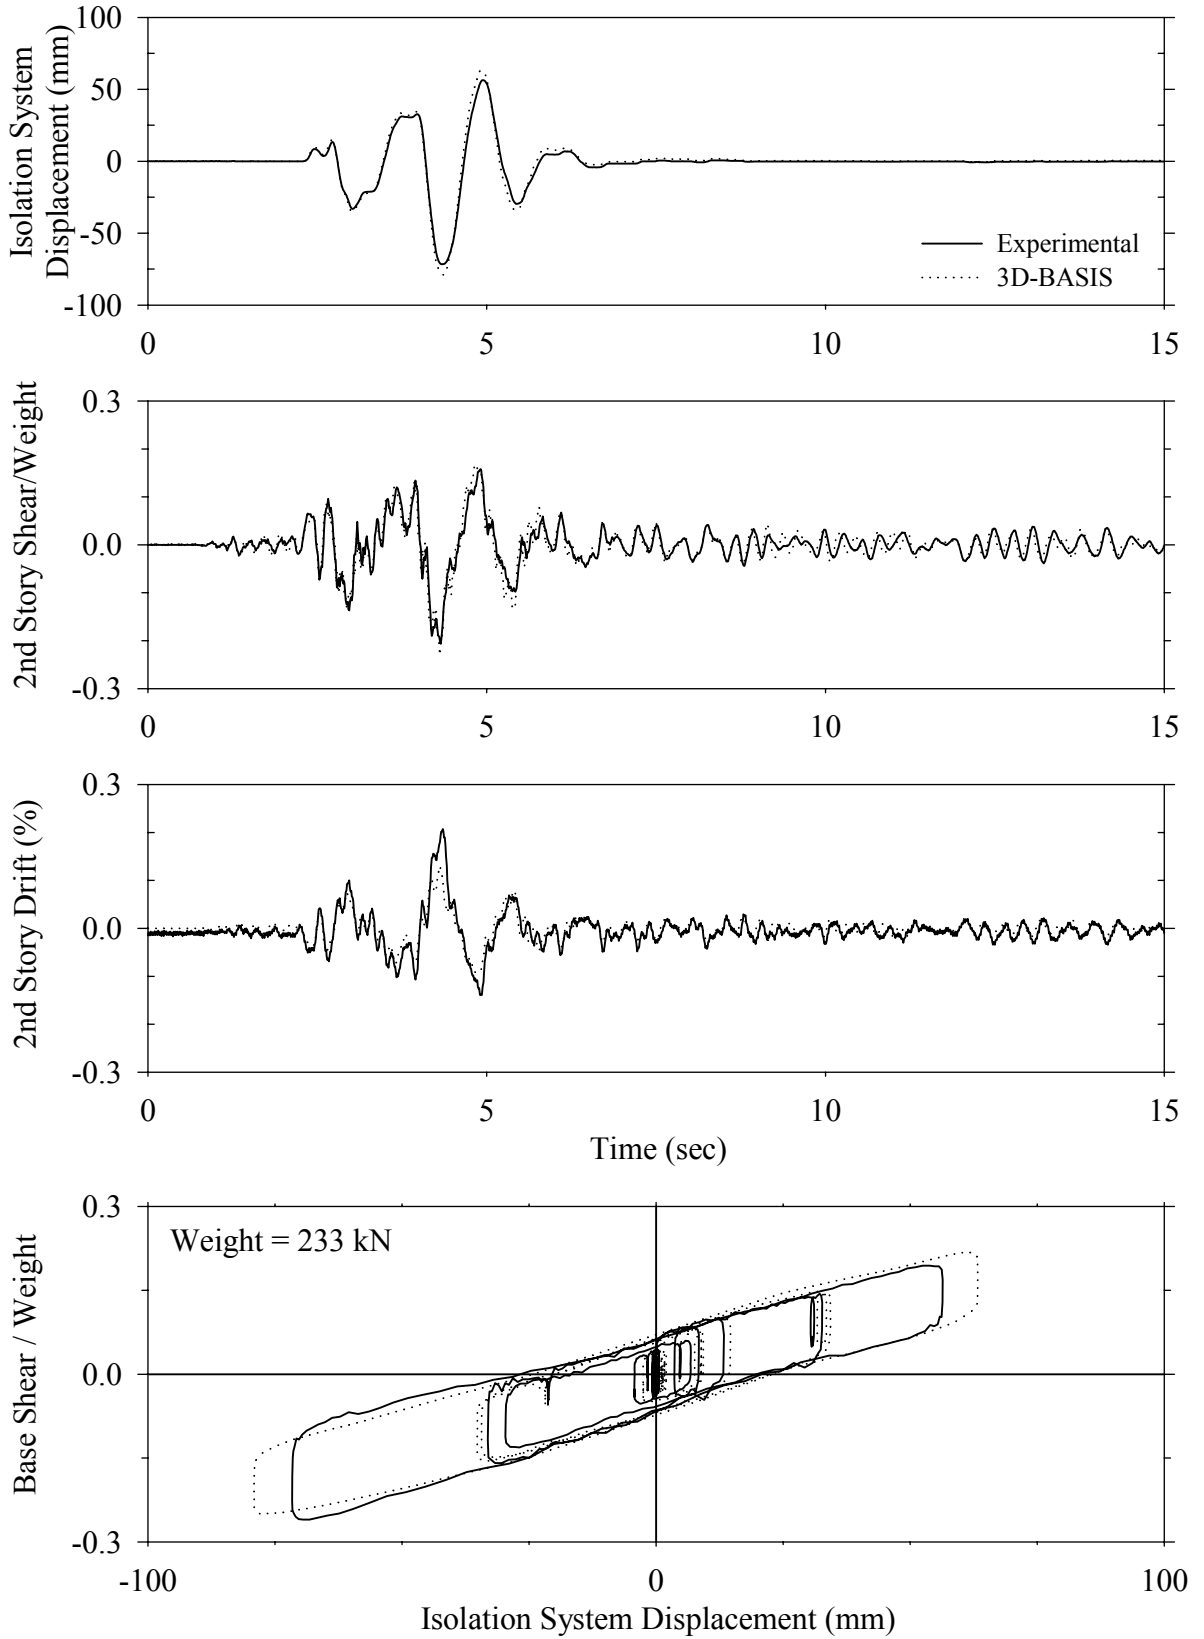 100
50
0
-50
-100
Isolation System
Displacement (mm)
Experimental
3D-BASIS
0 5 10 15
0.3
0.0
-0.3
2nd Story Shear/Weight
0 5 10 15
0.3
0.0
-0.3
2nd Story Drift (%)
0 5 10 15
Time (sec)
0.3
0.0
-0.3
Base Shear / Weight
Weight = 233 kN
-100 0 100
Isolation System Displacement (mm)